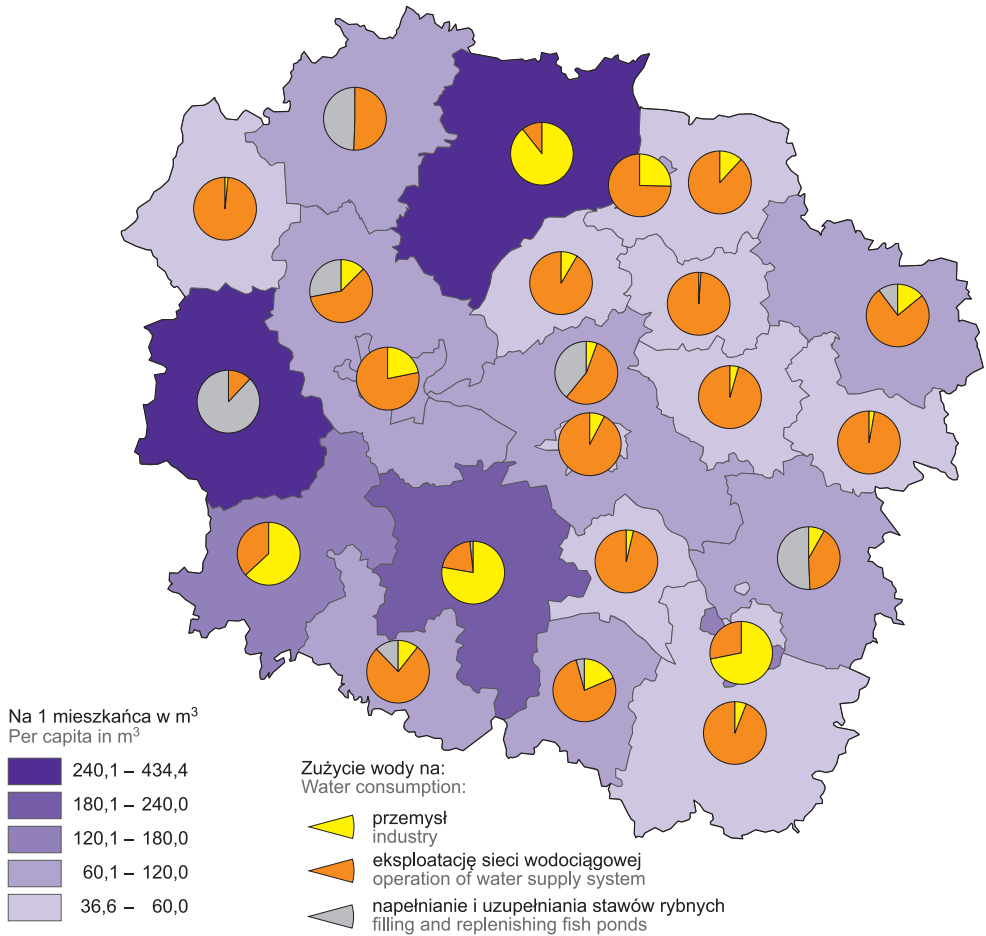 Na 1 mieszkańca w m³
Per capita in m³
240,1 – 434,4
180,1 – 240,0
120,1 – 180,0
60,1 – 120,0
36,6 – 60,0
Zużycie wody na:
Water consumption:
przemysł
industry
eksploatację sieci wodociągowej
operation of water supply system
napełnianie i uzupełniania stawów rybnych
filling and replenishing fish ponds